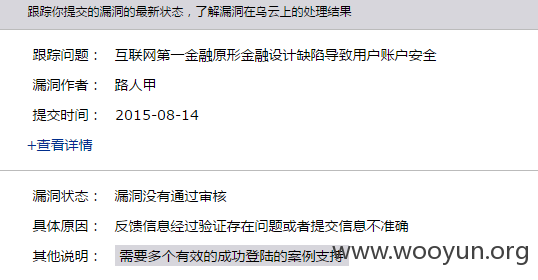 跟踪你提交的漏洞的最新状态，了解漏洞在乌云上的处理结果
跟踪问题： 互联网第一金融原形金融设计缺陷导致用户账户安全
漏洞作者： 路人甲
提交时间： 2015-08-14
+查看详情
漏洞状态： 漏洞没有通过审核
具体原因： 反馈信息经过验证存在问题或者提交信息不准确
其他说明： 需要多个有效的成功登陆的案例支持
www.wooyun.org